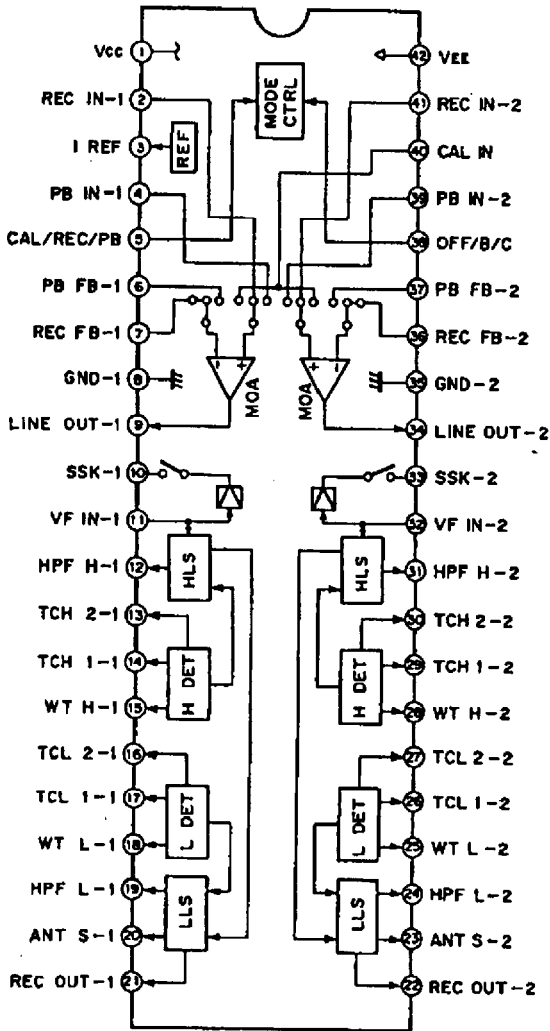 VCC 1
42 VEE
REC IN-1 2
MODE CTRL
41 REC IN-2
I REF 3
REF
40 CAL IN
PB IN-1 4
39 PB IN-2
CAL/REC/PB 5
38 OFF/B/C
PB FB-1 6
37 PB FB-2
REC FB-1 7
36 REC FB-2
- +
+ -
GND-1 8
MOA
MOA
35 GND-2
LINE OUT-1 9
34 LINE OUT-2
SSK-1 10
33 SSK-2
VF IN-1 11
32 VF IN-2
HPF H-1 12
HLS
HLS
31 HPF H-2
TCH 2-1 13
30 TCH 2-2
TCH 1-1 14
H DET
H DET
29 TCH 1-2
WT H-1 15
28 WT H-2
TCL 2-1 16
27 TCL 2-2
TCL 1-1 17
L DET
L DET
26 TCL 1-2
WT L-1 18
25 WT L-2
HPF L-1 19
LLS
LLS
24 HPF L-2
ANT S-1 20
23 ANT S-2
REC OUT-1 21
22 REC OUT-2